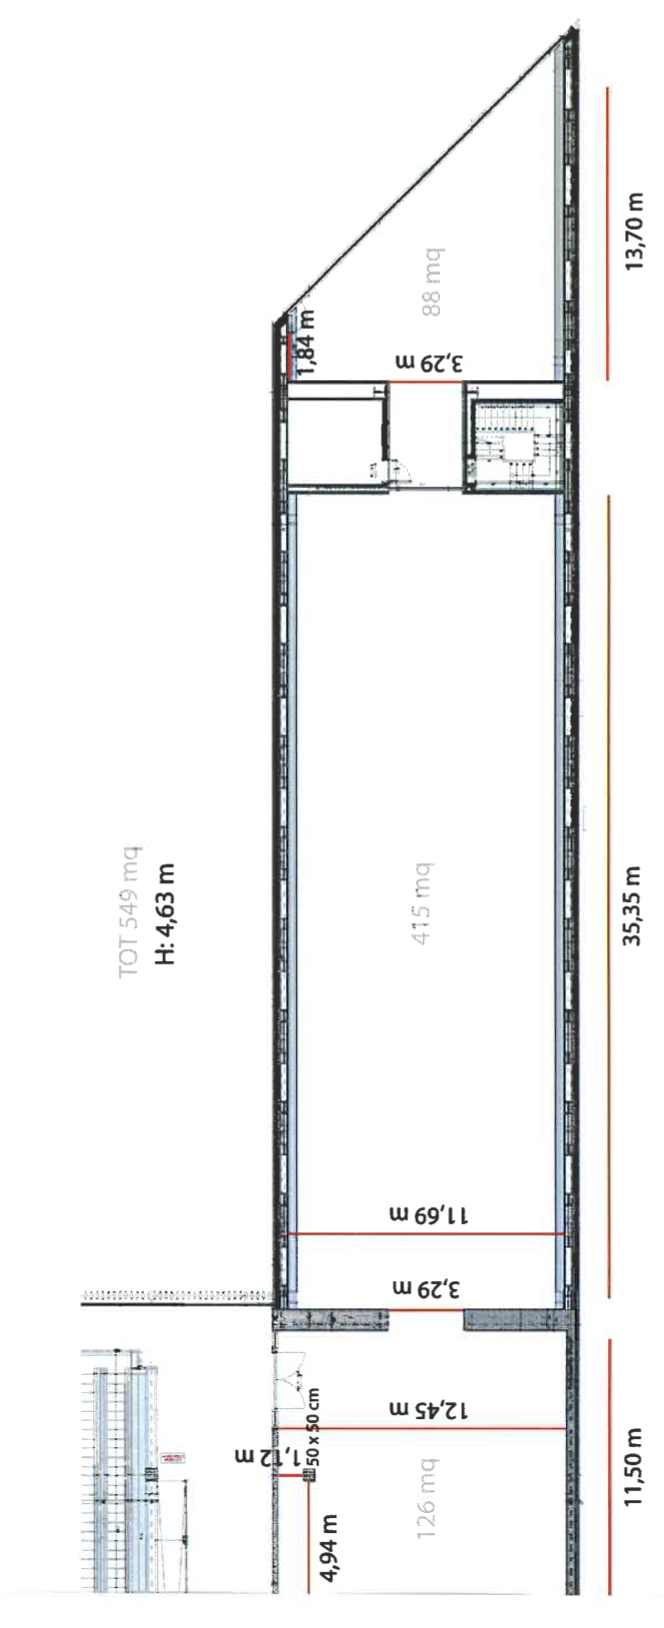 13,70 m
88 mq
1,84 m
3,29 m
TOT 549 mq
H: 4,63 m
415 mq
35,35 m
11,69 m
3,29 m
12,45 m
50 x 50 cm
1,12 m
126 mq
11,50 m
4,94 m